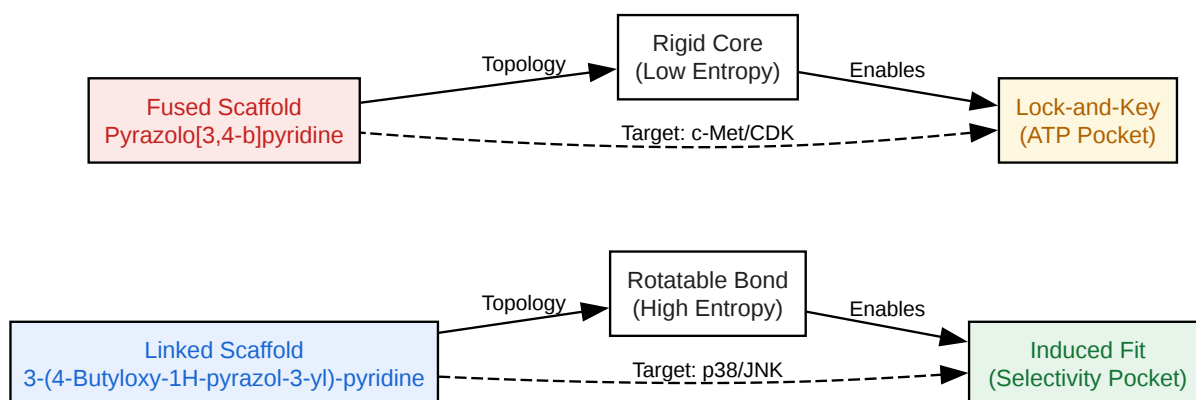 Rigid Core
(Low Entropy)
Topology
Enables
Fused Scaffold
Pyrazolo[3,4-b]pyridine
Lock-and-Key
(ATP Pocket)
Target: c-Met/CDK
Rotatable Bond
(High Entropy)
Topology
Enables
Linked Scaffold
3-(4-Butyloxy-1H-pyrazol-3-yl)-pyridine
Induced Fit
(Selectivity Pocket)
Target: p38/JNK